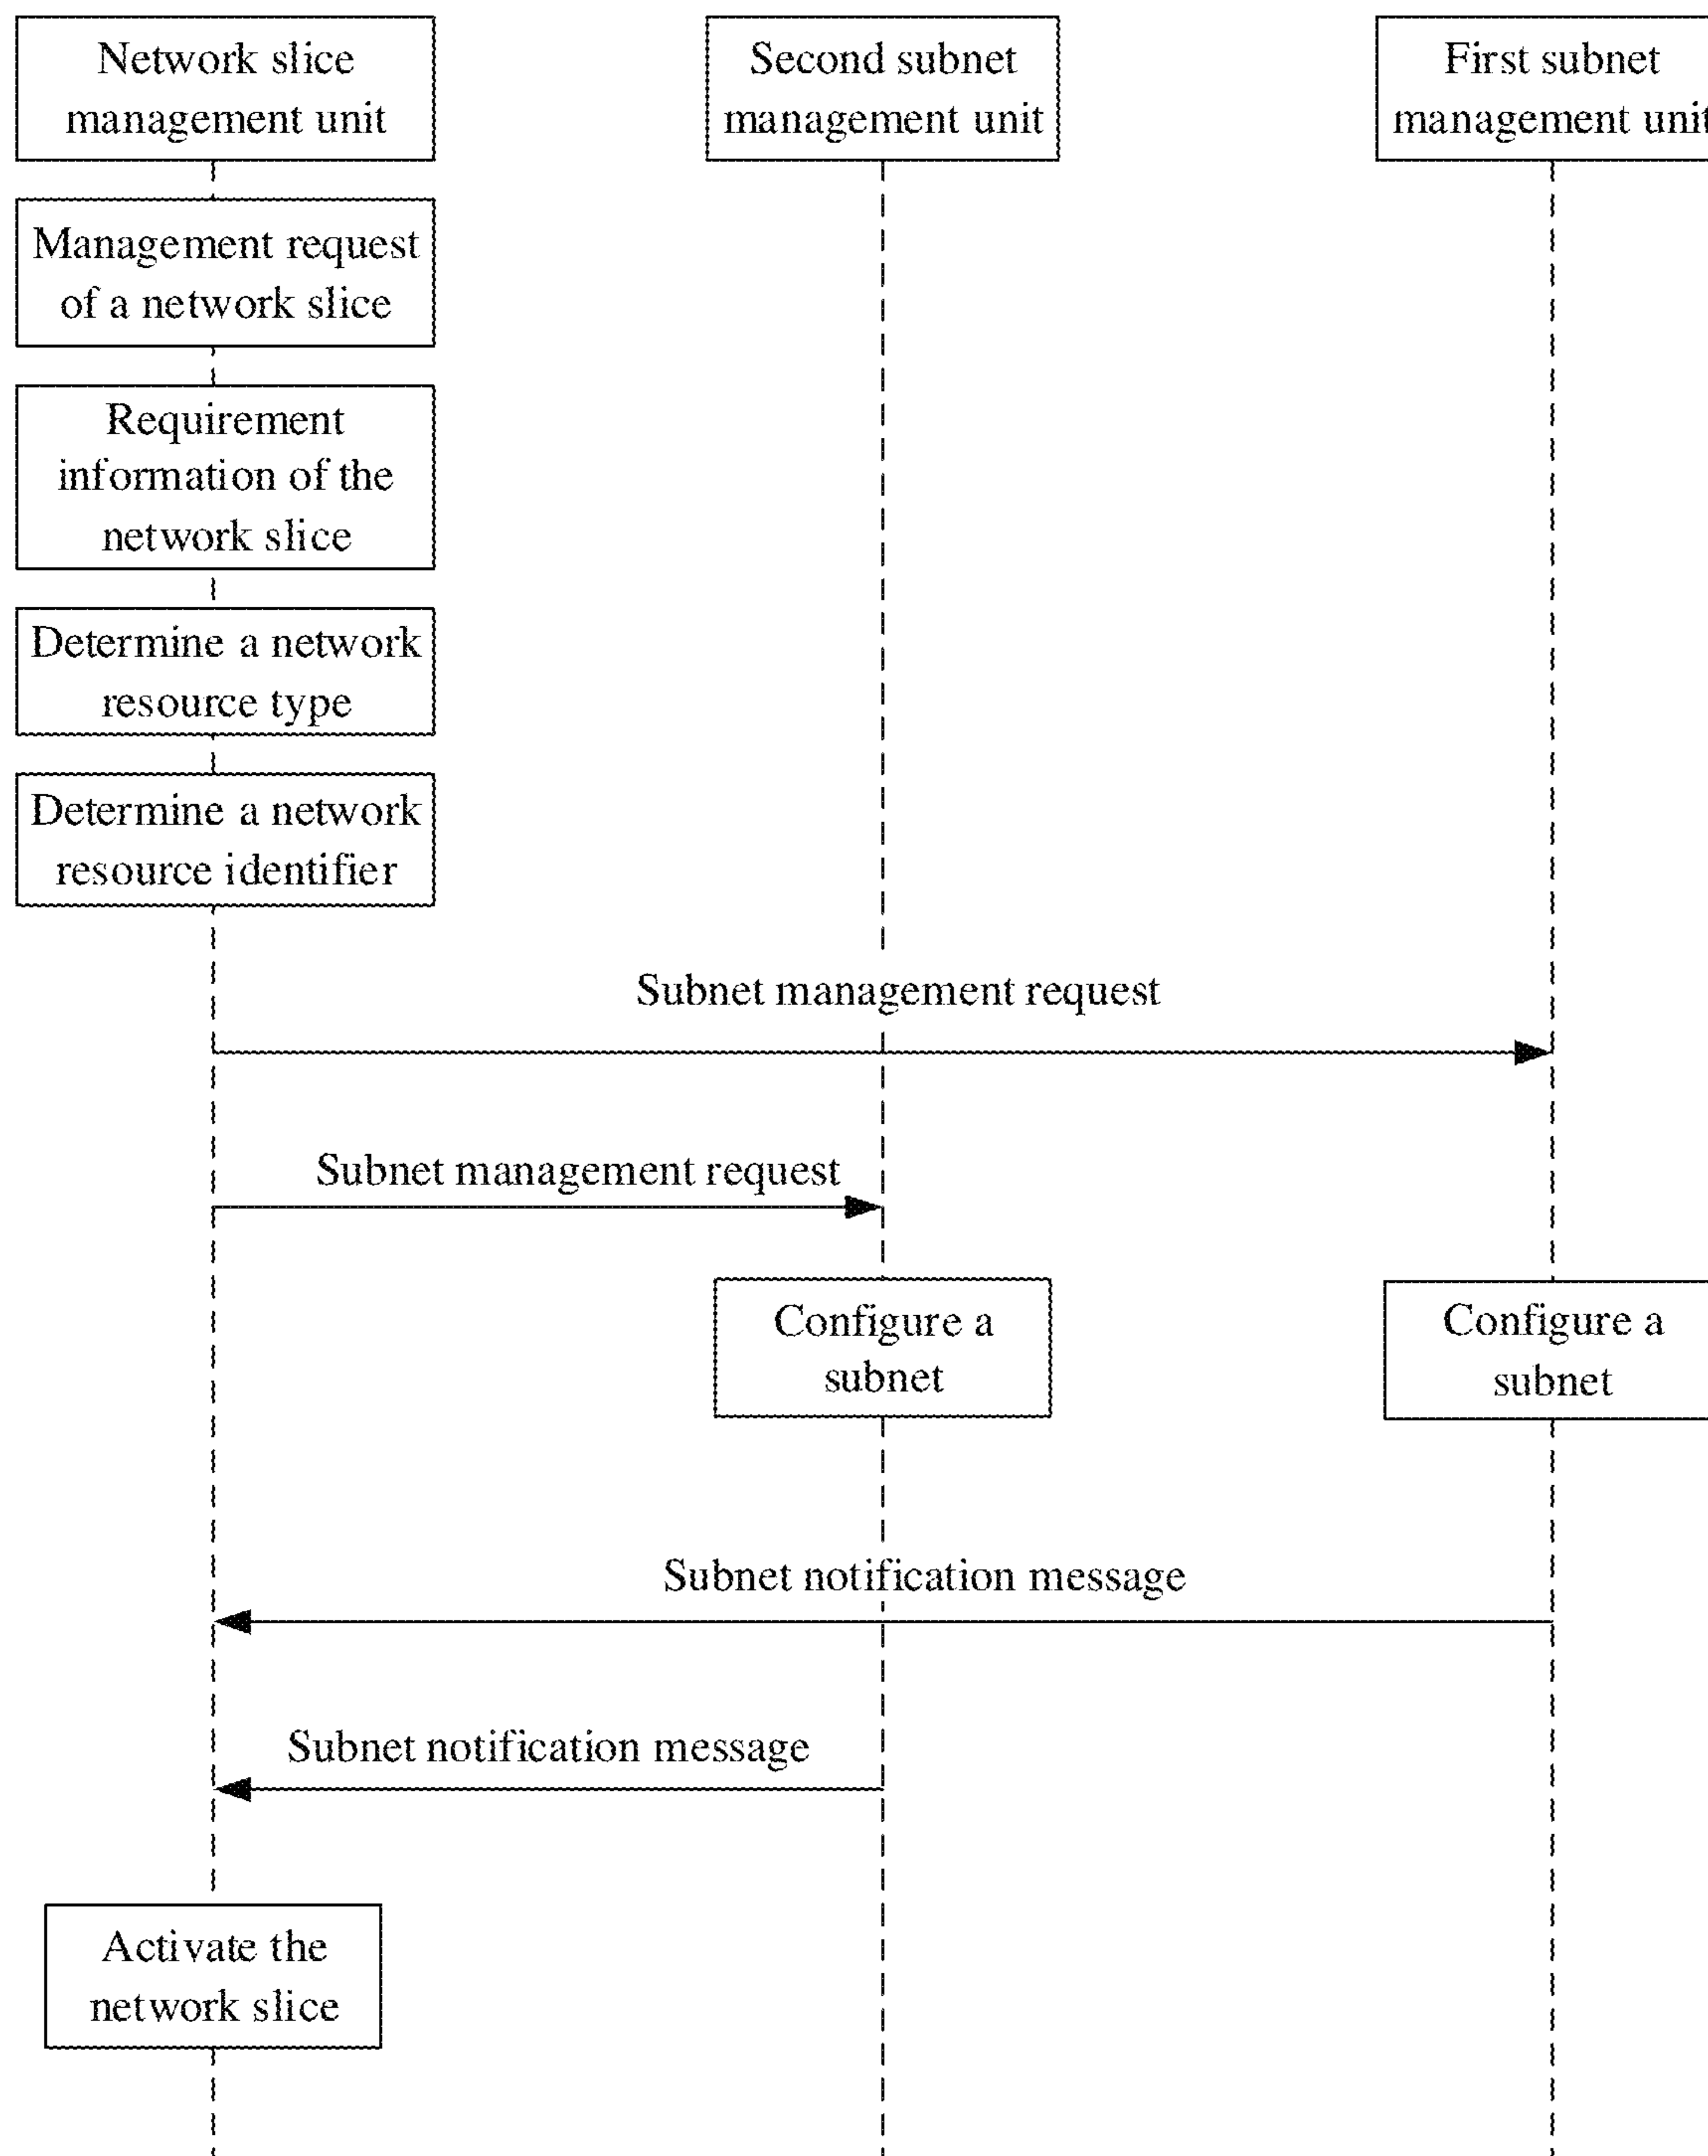 Network slice
management unit
Second subnet
management unit
First subnet
management unit
Management request
of a network slice
Requirement
information of the
network slice
Determine a network
resource type
Determine a network
resource identifier
Subnet management request
Subnet management request
Configure a
subnet
Configure a
subnet
Subnet notification message
Subnet notification message
Activate the
network slice